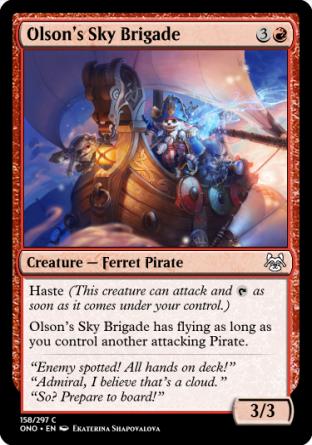 Olson's Sky Brigade 3
Creature — Ferret Pirate
Haste (This creature can attack and as
soon as it comes under your control.)
Olson's Sky Brigade has flying as long as
you control another attacking Pirate.
"Enemy spotted! All hands on deck!"
"Admiral, I believe that's a cloud."
"So? Prepare to board!"
158/297 C
ONO • EN Ekaterina Shapovalova
3/3